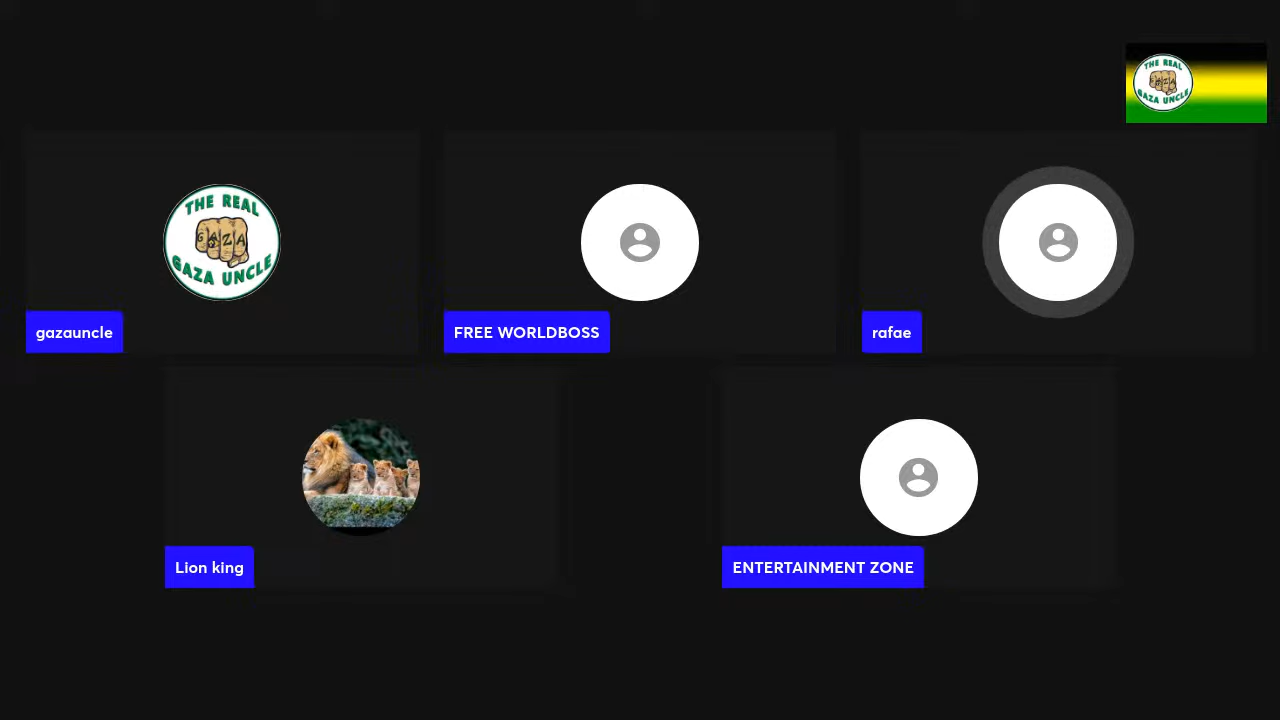 THE REAL
GAZA
GAZA UNCLE
THE REAL
GAZA
GAZA UNCLE
gazauncle
FREE WORLDBOSS
rafae
Lion king
ENTERTAINMENT ZONE